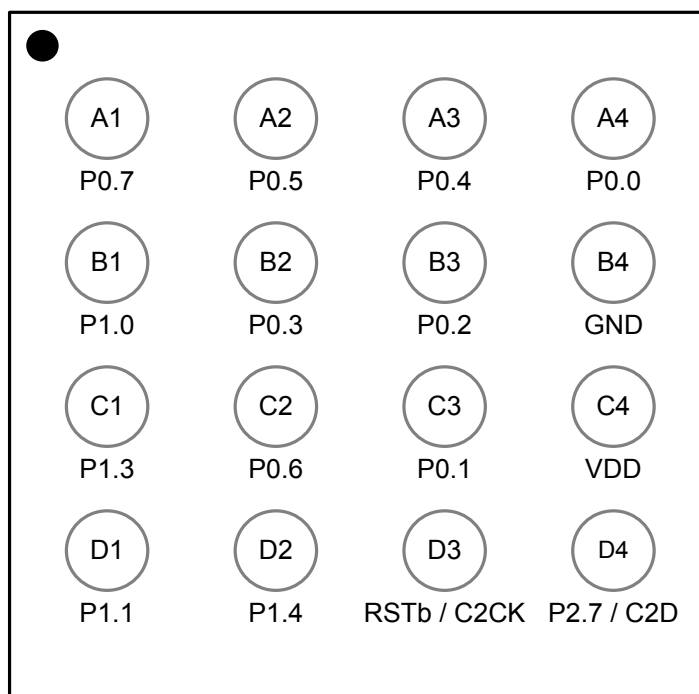 A1 A2 A3 A4
P0.7 P0.5 P0.4 P0.0
B1 B2 B3 B4
P1.0 P0.3 P0.2 GND
C1 C2 C3 C4
P1.3 P0.6 P0.1 VDD
D1 D2 D3 D4
P1.1 P1.4 RSTb / C2CK P2.7 / C2D